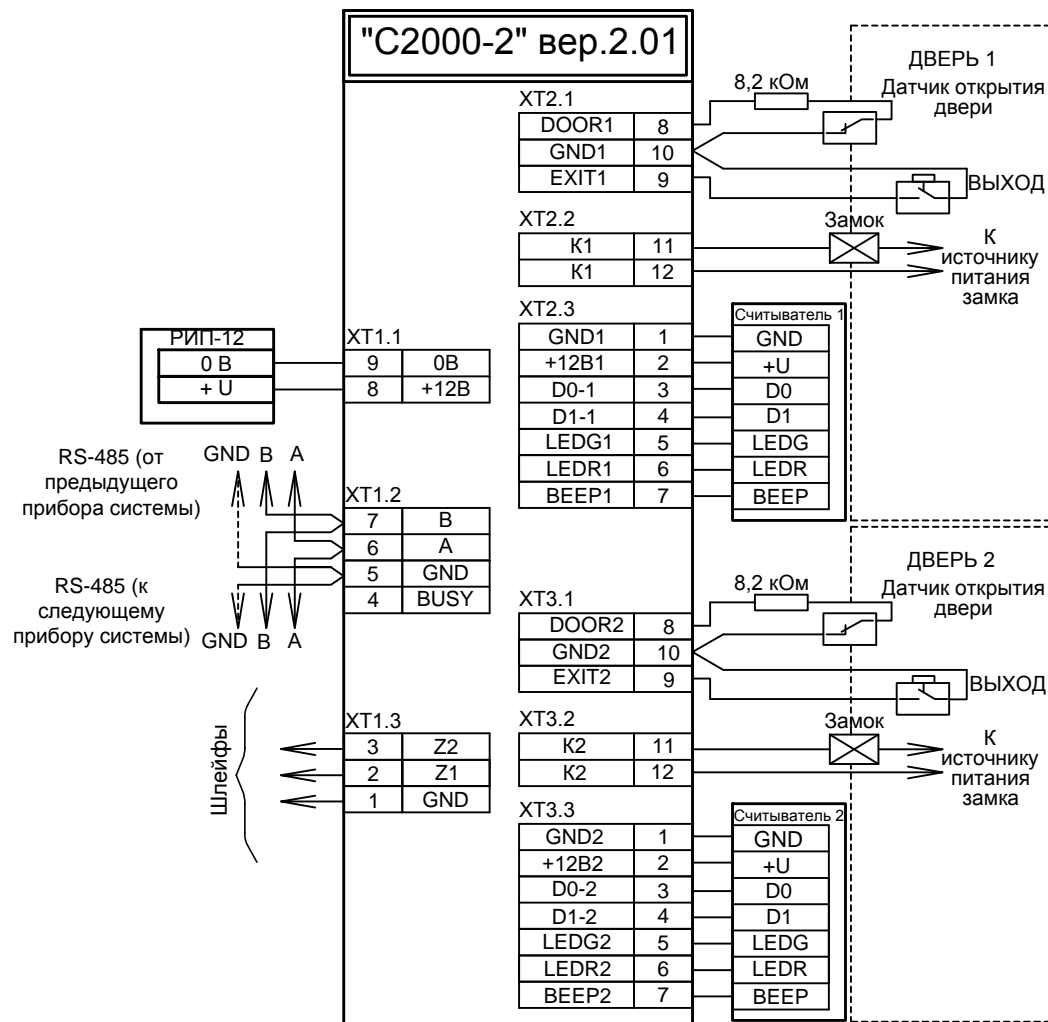 "С2000-2" вер.2.01
РИП-12
0 В
+ U
XT1.1
9 0В
8 +12В
RS-485 (от
предыдущего
прибора системы)
GND B A
XT1.2
7 B
6 A
5 GND
4 BUSY
RS-485 (к
следующему
прибору системы)
GND B A
Шлейфы
XT1.3
3 Z2
2 Z1
1 GND
XT2.1
DOOR1 8
GND1 10
EXIT1 9
8,2 кОм
ДВЕРЬ 1
Датчик открытия
двери
ВЫХОД
XT2.2
К1 11
К1 12
Замок
К
источнику
питания
замка
XT2.3
GND1 1
+12В1 2
D0-1 3
D1-1 4
LEDG1 5
LEDR1 6
BEEP1 7
Считыватель 1
GND
+U
D0
D1
LEDG
LEDR
BEEP
XT3.1
DOOR2 8
GND2 10
EXIT2 9
8,2 кОм
ДВЕРЬ 2
Датчик открытия
двери
ВЫХОД
XT3.2
К2 11
К2 12
Замок
К
источнику
питания
замка
XT3.3
GND2 1
+12В2 2
D0-2 3
D1-2 4
LEDG2 5
LEDR2 6
BEEP2 7
Считыватель 2
GND
+U
D0
D1
LEDG
LEDR
BEEP